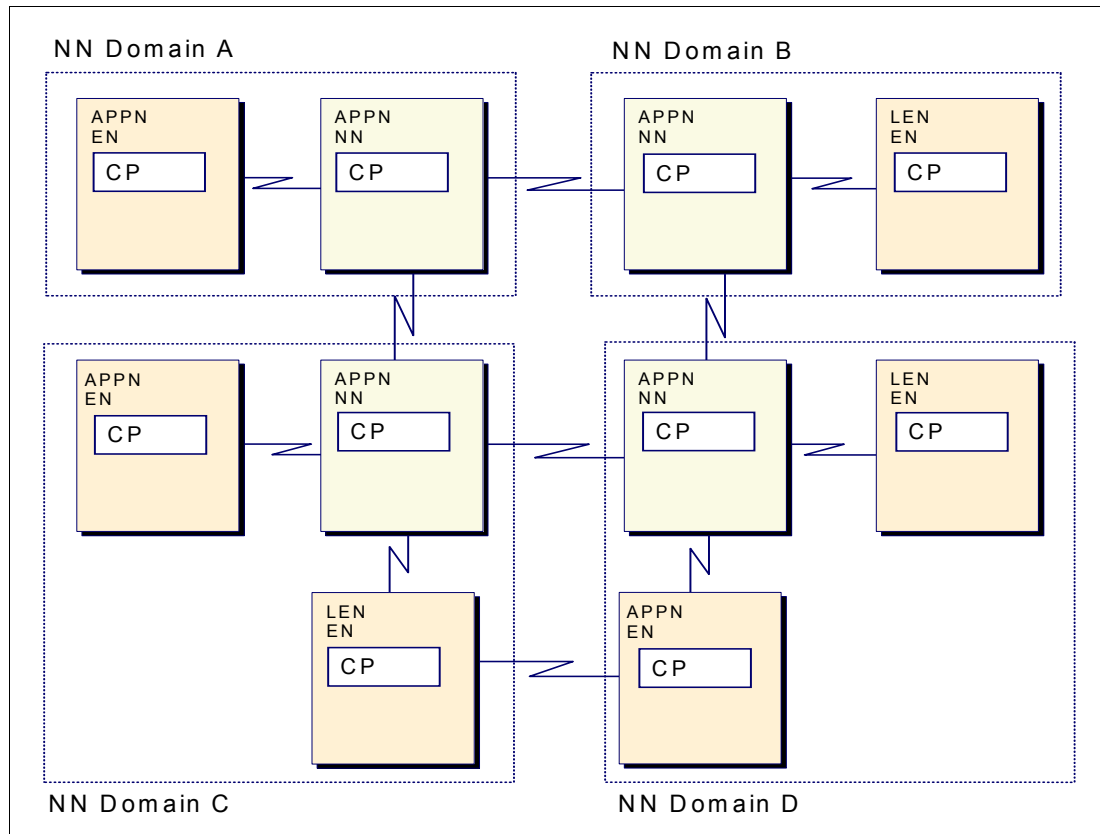 NN Domain A
NN Domain B
APPN
EN
CP
APPN
NN
CP
APPN
NN
CP
LEN
EN
CP
APPN
EN
CP
APPN
NN
CP
APPN
NN
CP
LEN
EN
CP
LEN
EN
CP
APPN
EN
CP
NN Domain C
NN Domain D